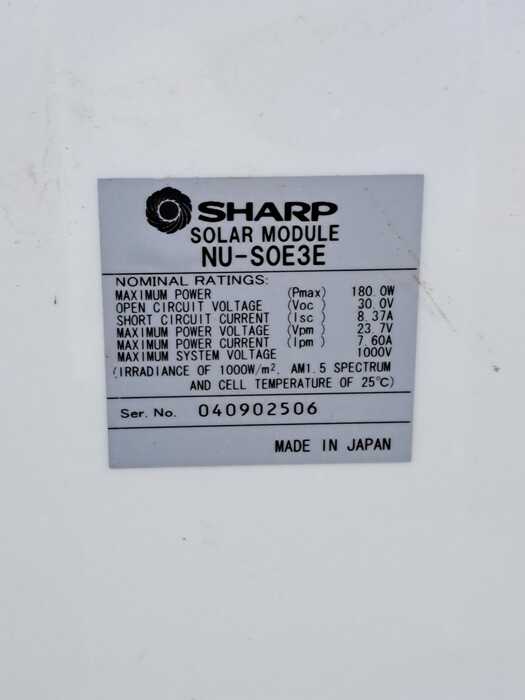 SHARP
SOLAR MODULE
NU-S0E3E
NOMINAL RATINGS:
MAXIMUM POWER (Pmax) 180.0W
OPEN CIRCUIT VOLTAGE (Voc) 30.0V
SHORT CIRCUIT CURRENT (Isc) 8.37A
MAXIMUM POWER VOLTAGE (Vpm) 23.7V
MAXIMUM POWER CURRENT (Ipm) 7.60A
MAXIMUM SYSTEM VOLTAGE 1000V
(IRRADIANCE OF 1000W/m², AM1.5 SPECTRUM
AND CELL TEMPERATURE OF 25℃)
Ser. No. 040902506
MADE IN JAPAN